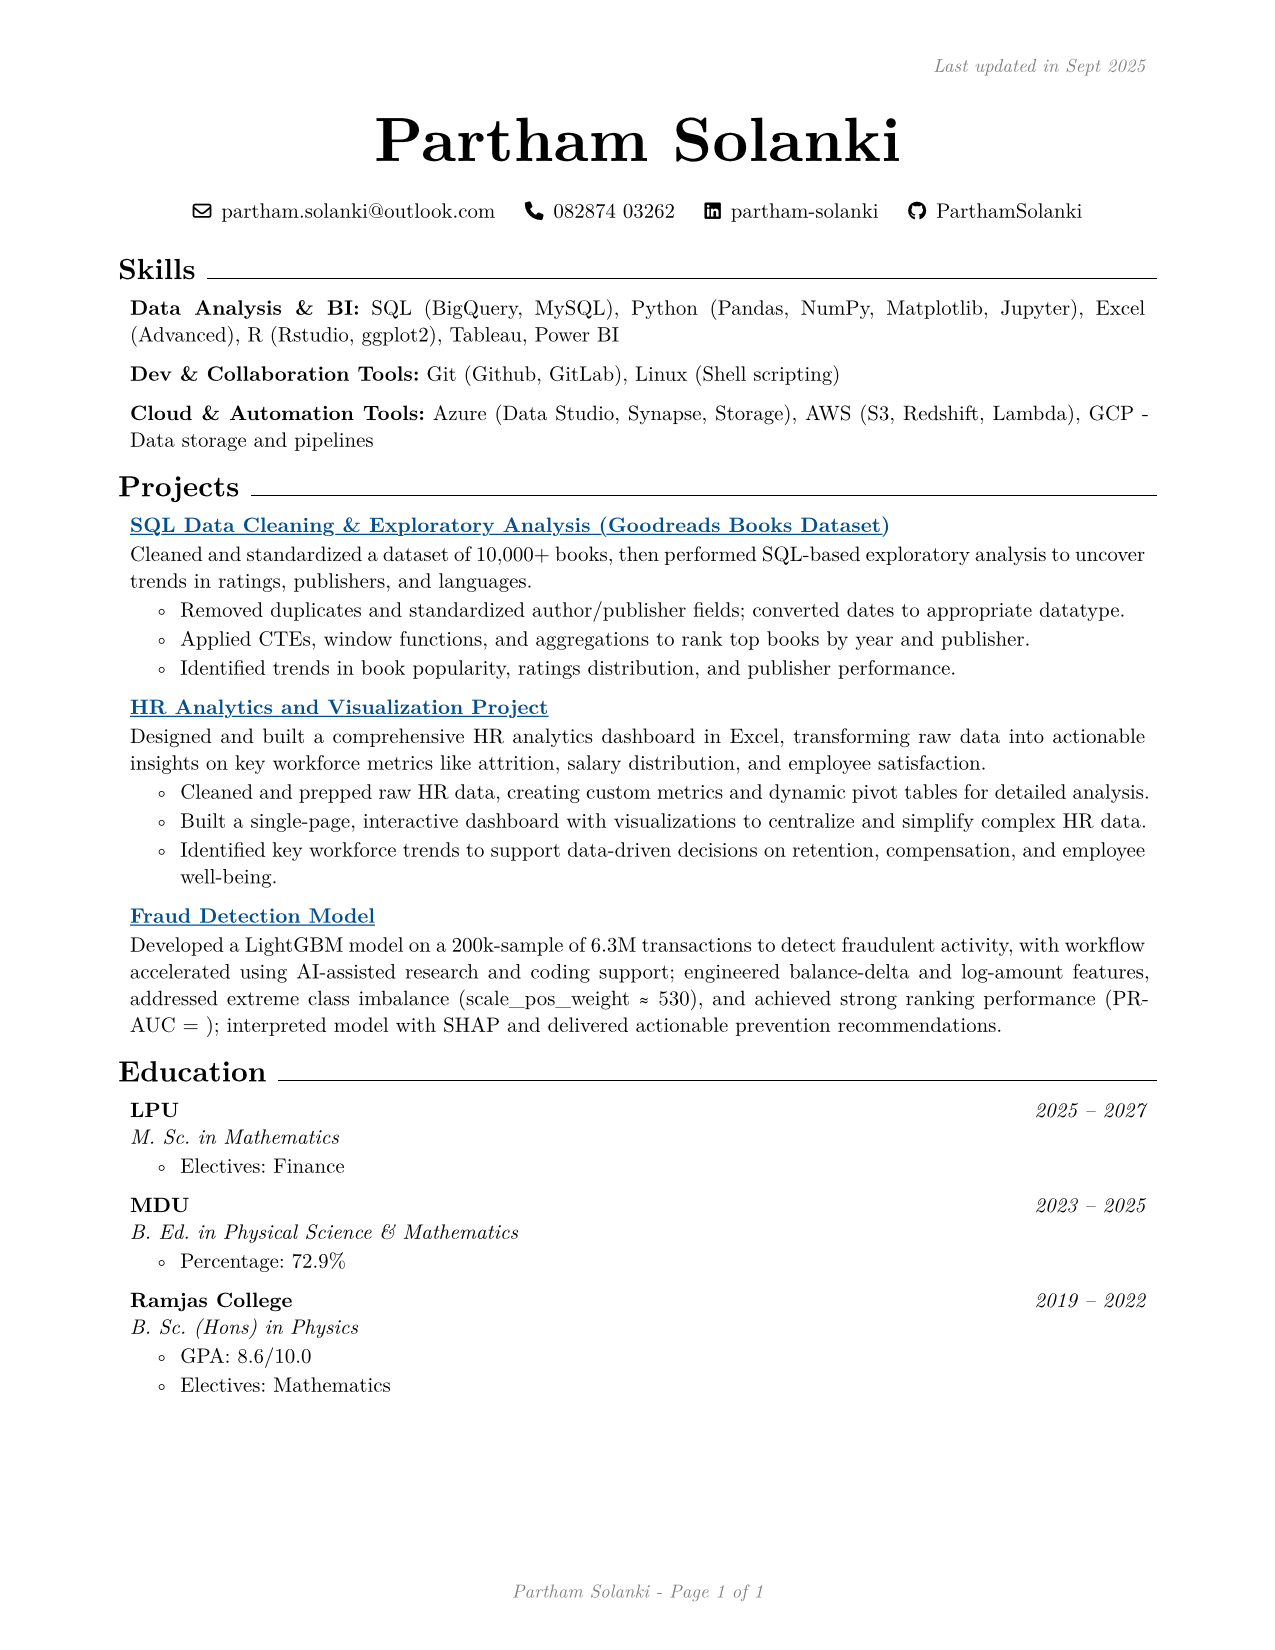 Last updated in Sept 2025
Partham Solanki
partham.solanki@outlook.com 082874 03262 partham-solanki ParthamSolanki
Skills
Data Analysis & BI: SQL (BigQuery, MySQL), Python (Pandas, NumPy, Matplotlib, Jupyter), Excel
(Advanced), R (Rstudio, ggplot2), Tableau, Power BI
Dev & Collaboration Tools: Git (Github, GitLab), Linux (Shell scripting)
Cloud & Automation Tools: Azure (Data Studio, Synapse, Storage), AWS (S3, Redshift, Lambda), GCP -
Data storage and pipelines
Projects
SQL Data Cleaning & Exploratory Analysis (Goodreads Books Dataset)
Cleaned and standardized a dataset of 10,000+ books, then performed SQL-based exploratory analysis to uncover
trends in ratings, publishers, and languages.
◦ Removed duplicates and standardized author/publisher fields; converted dates to appropriate datatype.
◦ Applied CTEs, window functions, and aggregations to rank top books by year and publisher.
◦ Identified trends in book popularity, ratings distribution, and publisher performance.
HR Analytics and Visualization Project
Designed and built a comprehensive HR analytics dashboard in Excel, transforming raw data into actionable
insights on key workforce metrics like attrition, salary distribution, and employee satisfaction.
◦ Cleaned and prepped raw HR data, creating custom metrics and dynamic pivot tables for detailed analysis.
◦ Built a single-page, interactive dashboard with visualizations to centralize and simplify complex HR data.
◦ Identified key workforce trends to support data-driven decisions on retention, compensation, and employee
well-being.
Fraud Detection Model
Developed a LightGBM model on a 200k-sample of 6.3M transactions to detect fraudulent activity, with workflow
accelerated using AI-assisted research and coding support; engineered balance-delta and log-amount features,
addressed extreme class imbalance (scale_pos_weight ≈ 530), and achieved strong ranking performance (PR-
AUC = ); interpreted model with SHAP and delivered actionable prevention recommendations.
Education
LPU 2025 – 2027
M. Sc. in Mathematics
◦ Electives: Finance
MDU 2023 – 2025
B. Ed. in Physical Science & Mathematics
◦ Percentage: 72.9%
Ramjas College 2019 – 2022
B. Sc. (Hons) in Physics
◦ GPA: 8.6/10.0
◦ Electives: Mathematics
Partham Solanki - Page 1 of 1